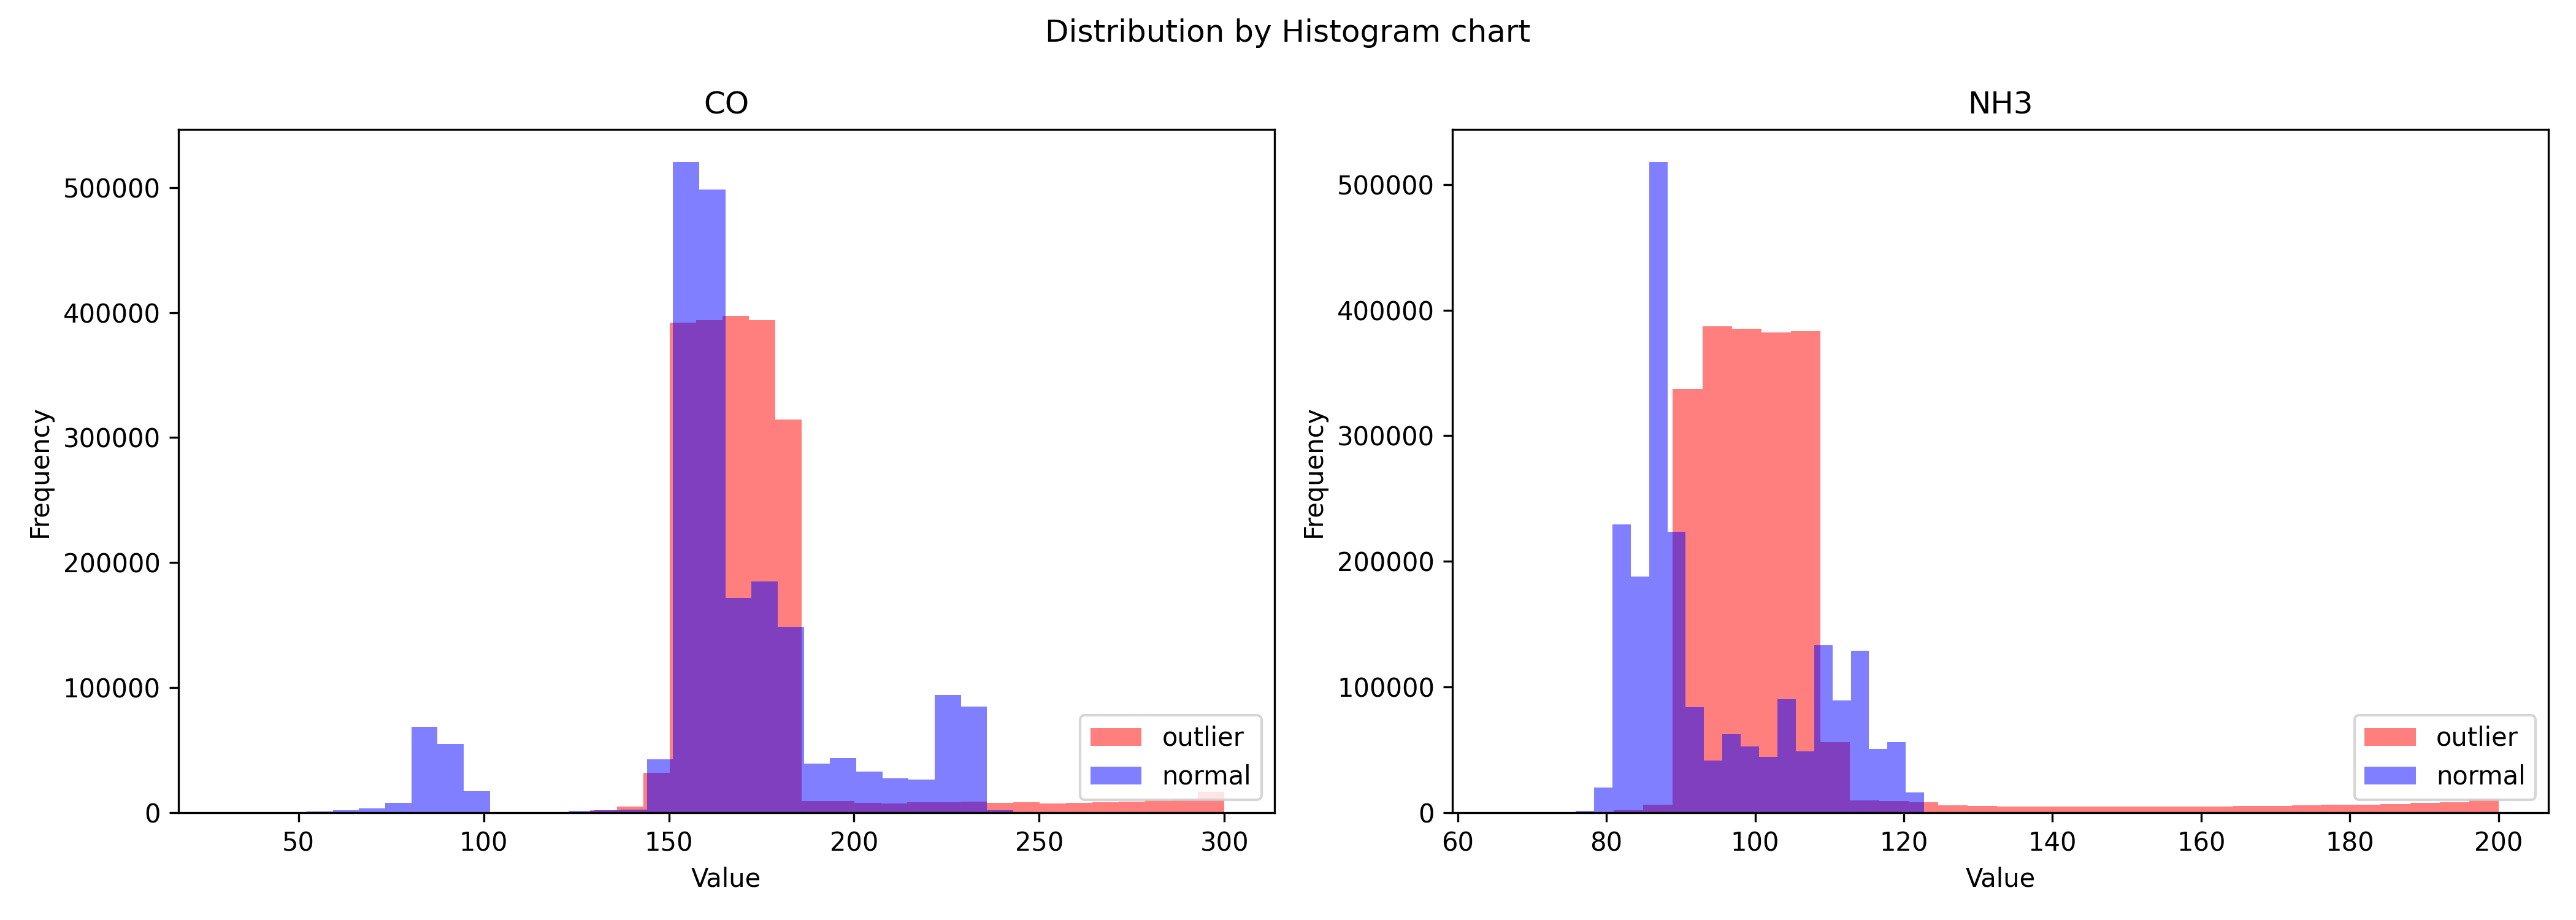 Distribution by Histogram chart
CO
500000
400000
300000
200000
100000
0
Frequency
50 100 150 200 250 300
Value
outlier
normal
NH3
500000
400000
300000
200000
100000
0
Frequency
60 80 100 120 140 160 180 200
Value
outlier
normal